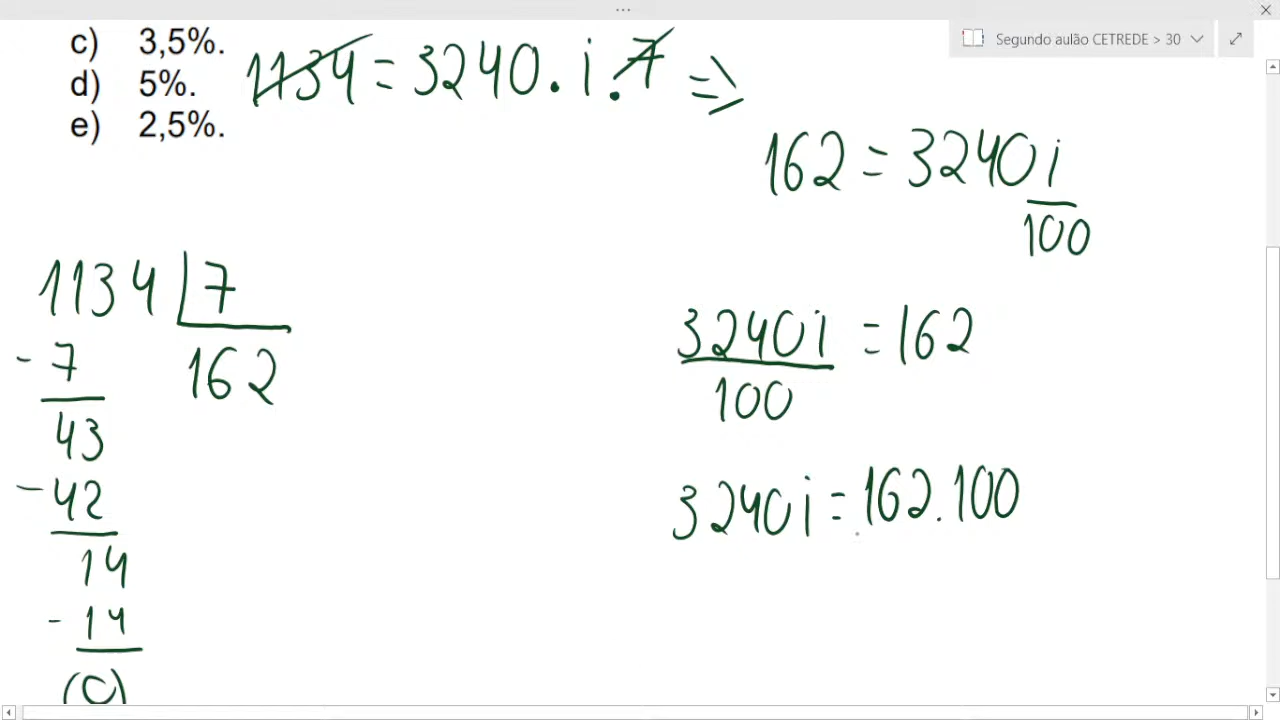 Segundo aulão CETREDE > 30
c) 3,5%.
d) 5%.
e) 2,5%.
1134 = 3240 . i . 7 =>
162 = 3240 i
100
1134 7
162
- 7
43
- 42
14
- 14
(0)
3240 i = 162
100
3240 i = 162 . 100